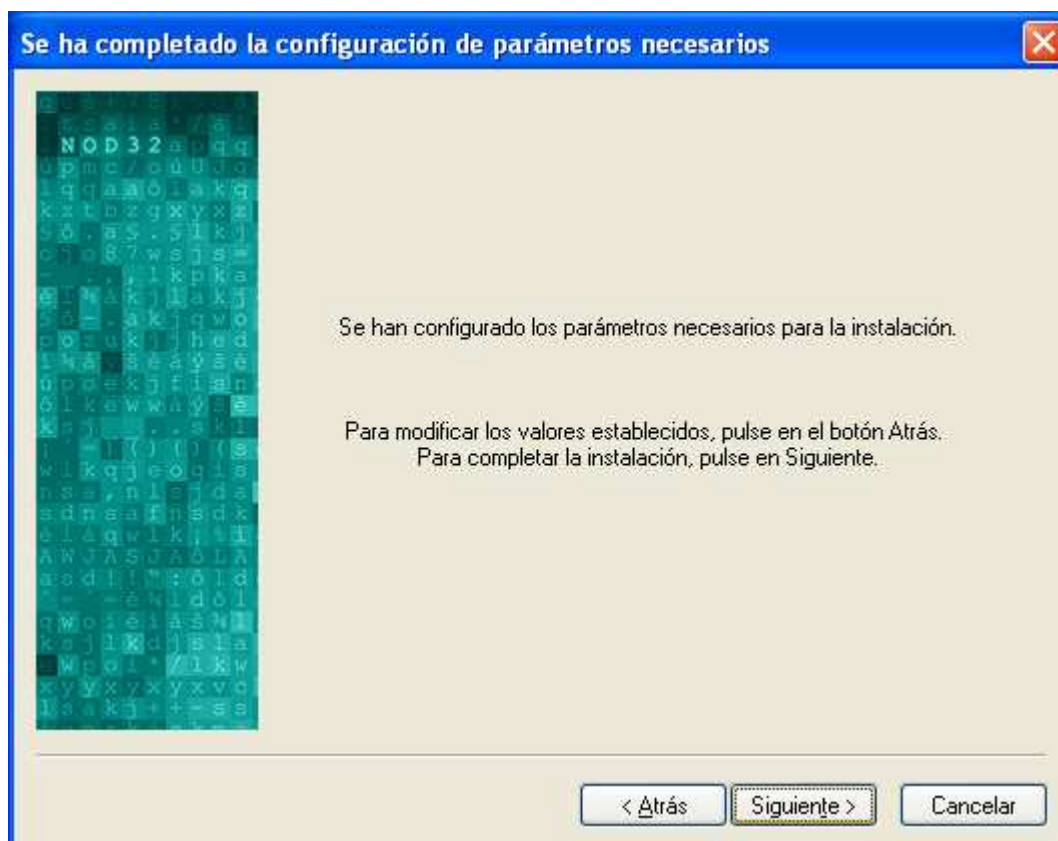 Se ha completado la configuración de parámetros necesarios
NOD32
Se han configurado los parámetros necesarios para la instalación.
Para modificar los valores establecidos, pulse en el botón Atrás.
Para completar la instalación, pulse en Siguiente.
< Atrás
Siguiente >
Cancelar